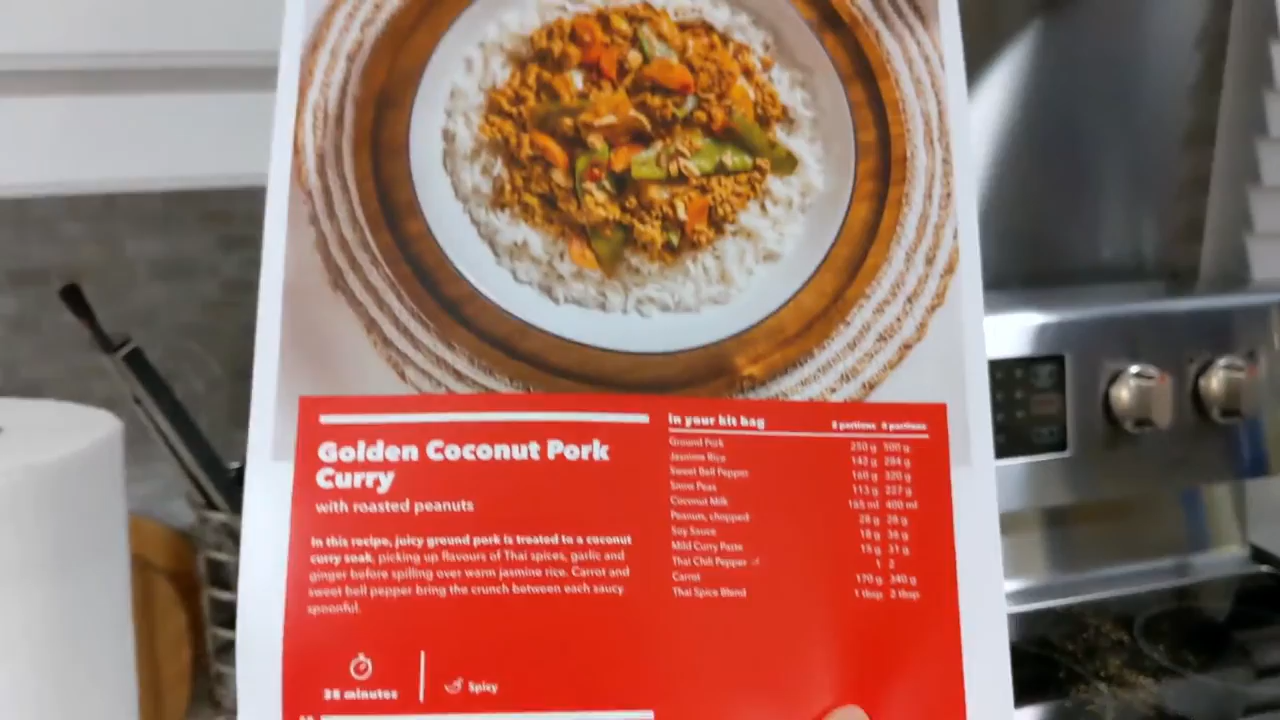 Golden Coconut Pork
Curry
with roasted peanuts
In this recipe, juicy ground pork is treated to a coconut
curry soak, picking up flavours of Thai spices, garlic and
ginger before spilling over warm jasmine rice. Carrot and
sweet bell pepper bring the crunch between each saucy
spoonful.
minutes
Spicy
In your kit bag 2 portions portions
Ground Pork 250 g 500 g
Jasmine Rice 142 g 284 g
Sweet Bell Pepper 160 g 320 g
Snow Peas 113 g 227 g
Coconut Milk 165 ml 400 ml
Peanuts, chopped 28 g 28 g
Soy Sauce 18 g 36 g
Mild Curry Paste 15 g 31 g
Thai Chili Pepper 1 2
Carrot 170 g 340 g
Thai Spice Blend 1 tbsp 2 tbsp